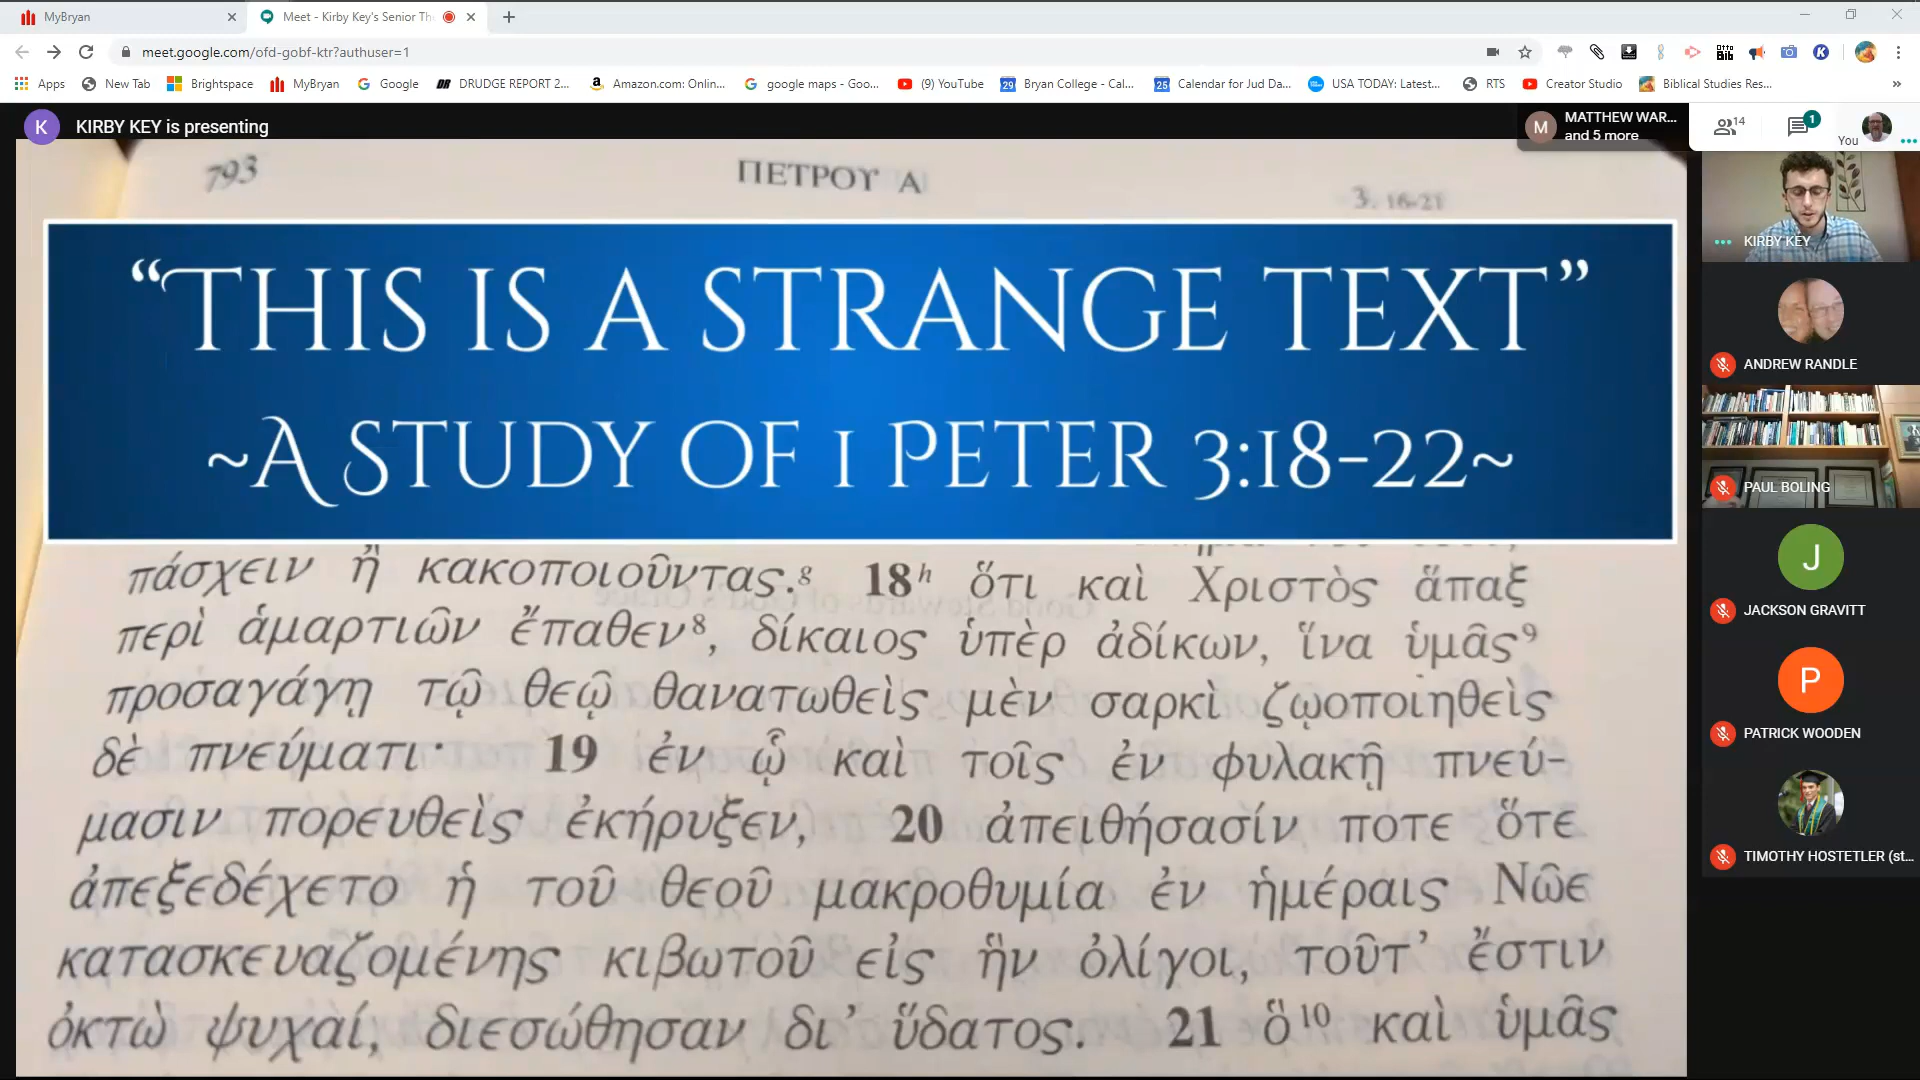 MyBryan
Meet - Kirby Key's Senior Th
meet.google.com/ofd-gobf-ktr?authuser=1
Apps
New Tab
Brightspace
MyBryan
Google
DRUDGE REPORT 2...
Amazon.com: Onlin...
google maps - Goo...
(9) YouTube
29 Bryan College - Cal...
25 Calendar for Jud Da...
USA TODAY: Latest...
RTS
Creator Studio
Biblical Studies Res...
»
K KIRBY KEY is presenting
M MATTHEW WAR...
and 5 more
14
1
You
793
ΠΕΤΡΟΥ Α
3. 16-21
“THIS IS A STRANGE TEXT”
~A STUDY OF 1 PETER 3:18-22~
πάσχειν ἢ κακοποιοῦντας.g 18h ὅτι καὶ Χριστὸς ἅπαξ
περὶ ἁμαρτιῶν ἔπαθεν8, δίκαιος ὑπὲρ ἀδίκων, ἵνα ὑμᾶς9
προσαγάγῃ τῷ θεῷ θανατωθεὶς μὲν σαρκὶ ζῳοποιηθεὶς
δὲ πνεύματι· 19 ἐν ᾧ καὶ τοῖς ἐν φυλακῇ πνεύ-
μασιν πορευθεὶς ἐκήρυξεν, 20 ἀπειθήσασίν ποτε ὅτε
ἀπεξεδέχετο ἡ τοῦ θεοῦ μακροθυμία ἐν ἡμέραις Νῶε
κατασκευαζομένης κιβωτοῦ εἰς ἣν ὀλίγοι, τοῦτ’ ἔστιν
ὀκτὼ ψυχαί, διεσώθησαν δι’ ὕδατος. 21 ὃ10 καὶ ὑμᾶς
KIRBY KEY
ANDREW RANDLE
PAUL BOLING
J
JACKSON GRAVITT
P
PATRICK WOODEN
TIMOTHY HOSTETLER (st...